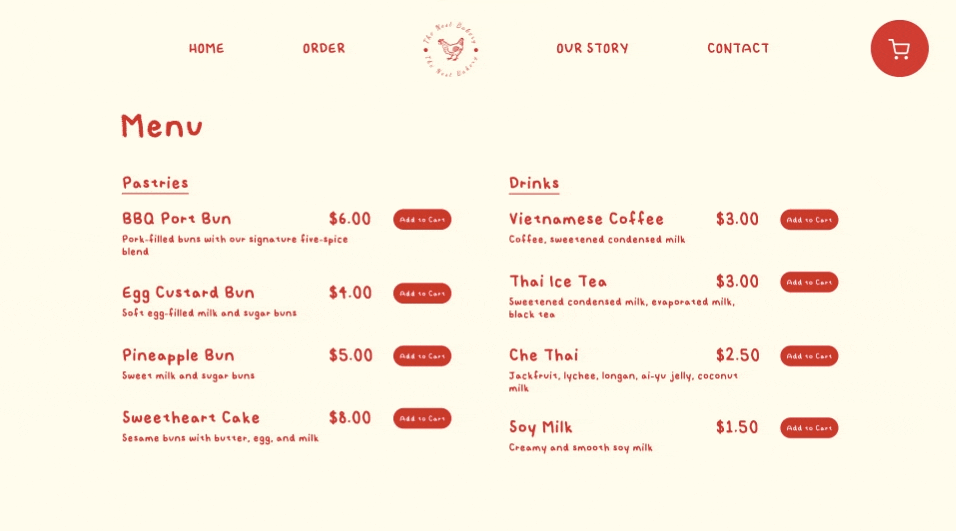 HOME
ORDER
The Nest Bakery
The Nest Bakery
OUR STORY
CONTACT
Menu
Pastries
BBQ Port Bun $6.00 Add to Cart
Pork-filled buns with our signature five-spice
blend
Egg Custard Bun $4.00 Add to Cart
Soft egg-filled milk and sugar buns
Pineapple Bun $5.00 Add to Cart
Sweet milk and sugar buns
Sweetheart Cake $8.00 Add to Cart
Sesame buns with butter, egg, and milk
Drinks
Vietnamese Coffee $3.00 Add to Cart
Coffee, sweetened condensed milk
Thai Ice Tea $3.00 Add to Cart
Sweetened condensed milk, evaporated milk,
black tea
Che Thai $2.50 Add to Cart
Jackfruit, lychee, longan, ai-yu jelly, coconut
milk
Soy Milk $1.50 Add to Cart
Creamy and smooth soy milk